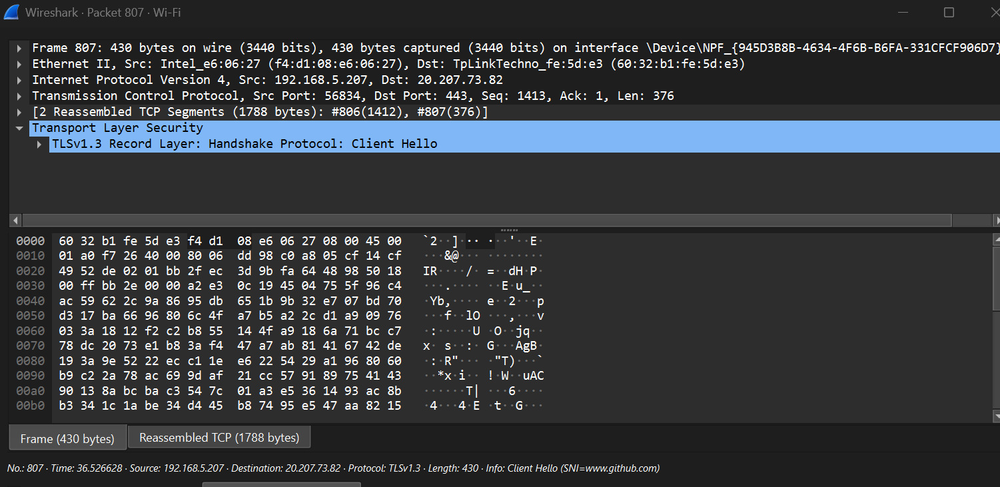 Wireshark · Packet 807 · Wi-Fi
Frame 807: 430 bytes on wire (3440 bits), 430 bytes captured (3440 bits) on interface \Device\NPF_{945D3B8B-4634-4F6B-B6FA-331CFCF906D7}
Ethernet II, Src: Intel_e6:06:27 (f4:d1:08:e6:06:27), Dst: TpLinkTechno_fe:5d:e3 (60:32:b1:fe:5d:e3)
Internet Protocol Version 4, Src: 192.168.5.207, Dst: 20.207.73.82
Transmission Control Protocol, Src Port: 56834, Dst Port: 443, Seq: 1413, Ack: 1, Len: 376
[2 Reassembled TCP Segments (1788 bytes): #806(1412), #807(376)]
Transport Layer Security
TLSv1.3 Record Layer: Handshake Protocol: Client Hello
0000 60 32 b1 fe 5d e3 f4 d1 08 e6 06 27 08 00 45 00 `2··]··· ···'··E·
0010 01 a0 f7 26 40 00 80 06 dd 98 c0 a8 05 cf 14 cf ···&@··· ········
0020 49 52 de 02 01 bb 2f ec 3d 9b fa 64 48 98 50 18 IR····/· =··dH·P·
0030 00 ff bb 2e 00 00 a2 e3 0c 19 45 04 75 5f 96 c4 ···.···· ··E·u_··
0040 ac 59 62 2c 9a 86 95 db 65 1b 9b 32 e7 07 bd 70 ·Yb,···· e··2···p
0050 d3 17 ba 66 96 80 6c 4f a7 b5 a2 2c d1 a9 09 76 ···f··lO ···,···v
0060 03 3a 18 12 f2 c2 b8 55 14 4f a9 18 6a 71 bc c7 ·:·····U ·O··jq··
0070 78 dc 20 73 e1 b8 3a f4 47 a7 ab 81 41 67 42 de x· s··:· G···AgB·
0080 19 3a 9e 52 22 ec c1 1e e6 22 54 29 a1 96 80 60 ·:·R"··· ·"T)···`
0090 b9 c2 2a 78 ac 69 9d af 21 cc 57 91 89 75 41 43 ··*x·i·· !·W··uAC
00a0 90 13 8a bc ba c3 54 7c 01 a3 e5 36 14 93 ac 8b ······T| ···6····
00b0 b3 34 1c 1a be 34 d4 45 b8 74 95 e5 47 aa 82 15 ·4···4·E ·t··G···
Frame (430 bytes) Reassembled TCP (1788 bytes)
No.: 807 · Time: 36.526628 · Source: 192.168.5.207 · Destination: 20.207.73.82 · Protocol: TLSv1.3 · Length: 430 · Info: Client Hello (SNI=www.github.com)